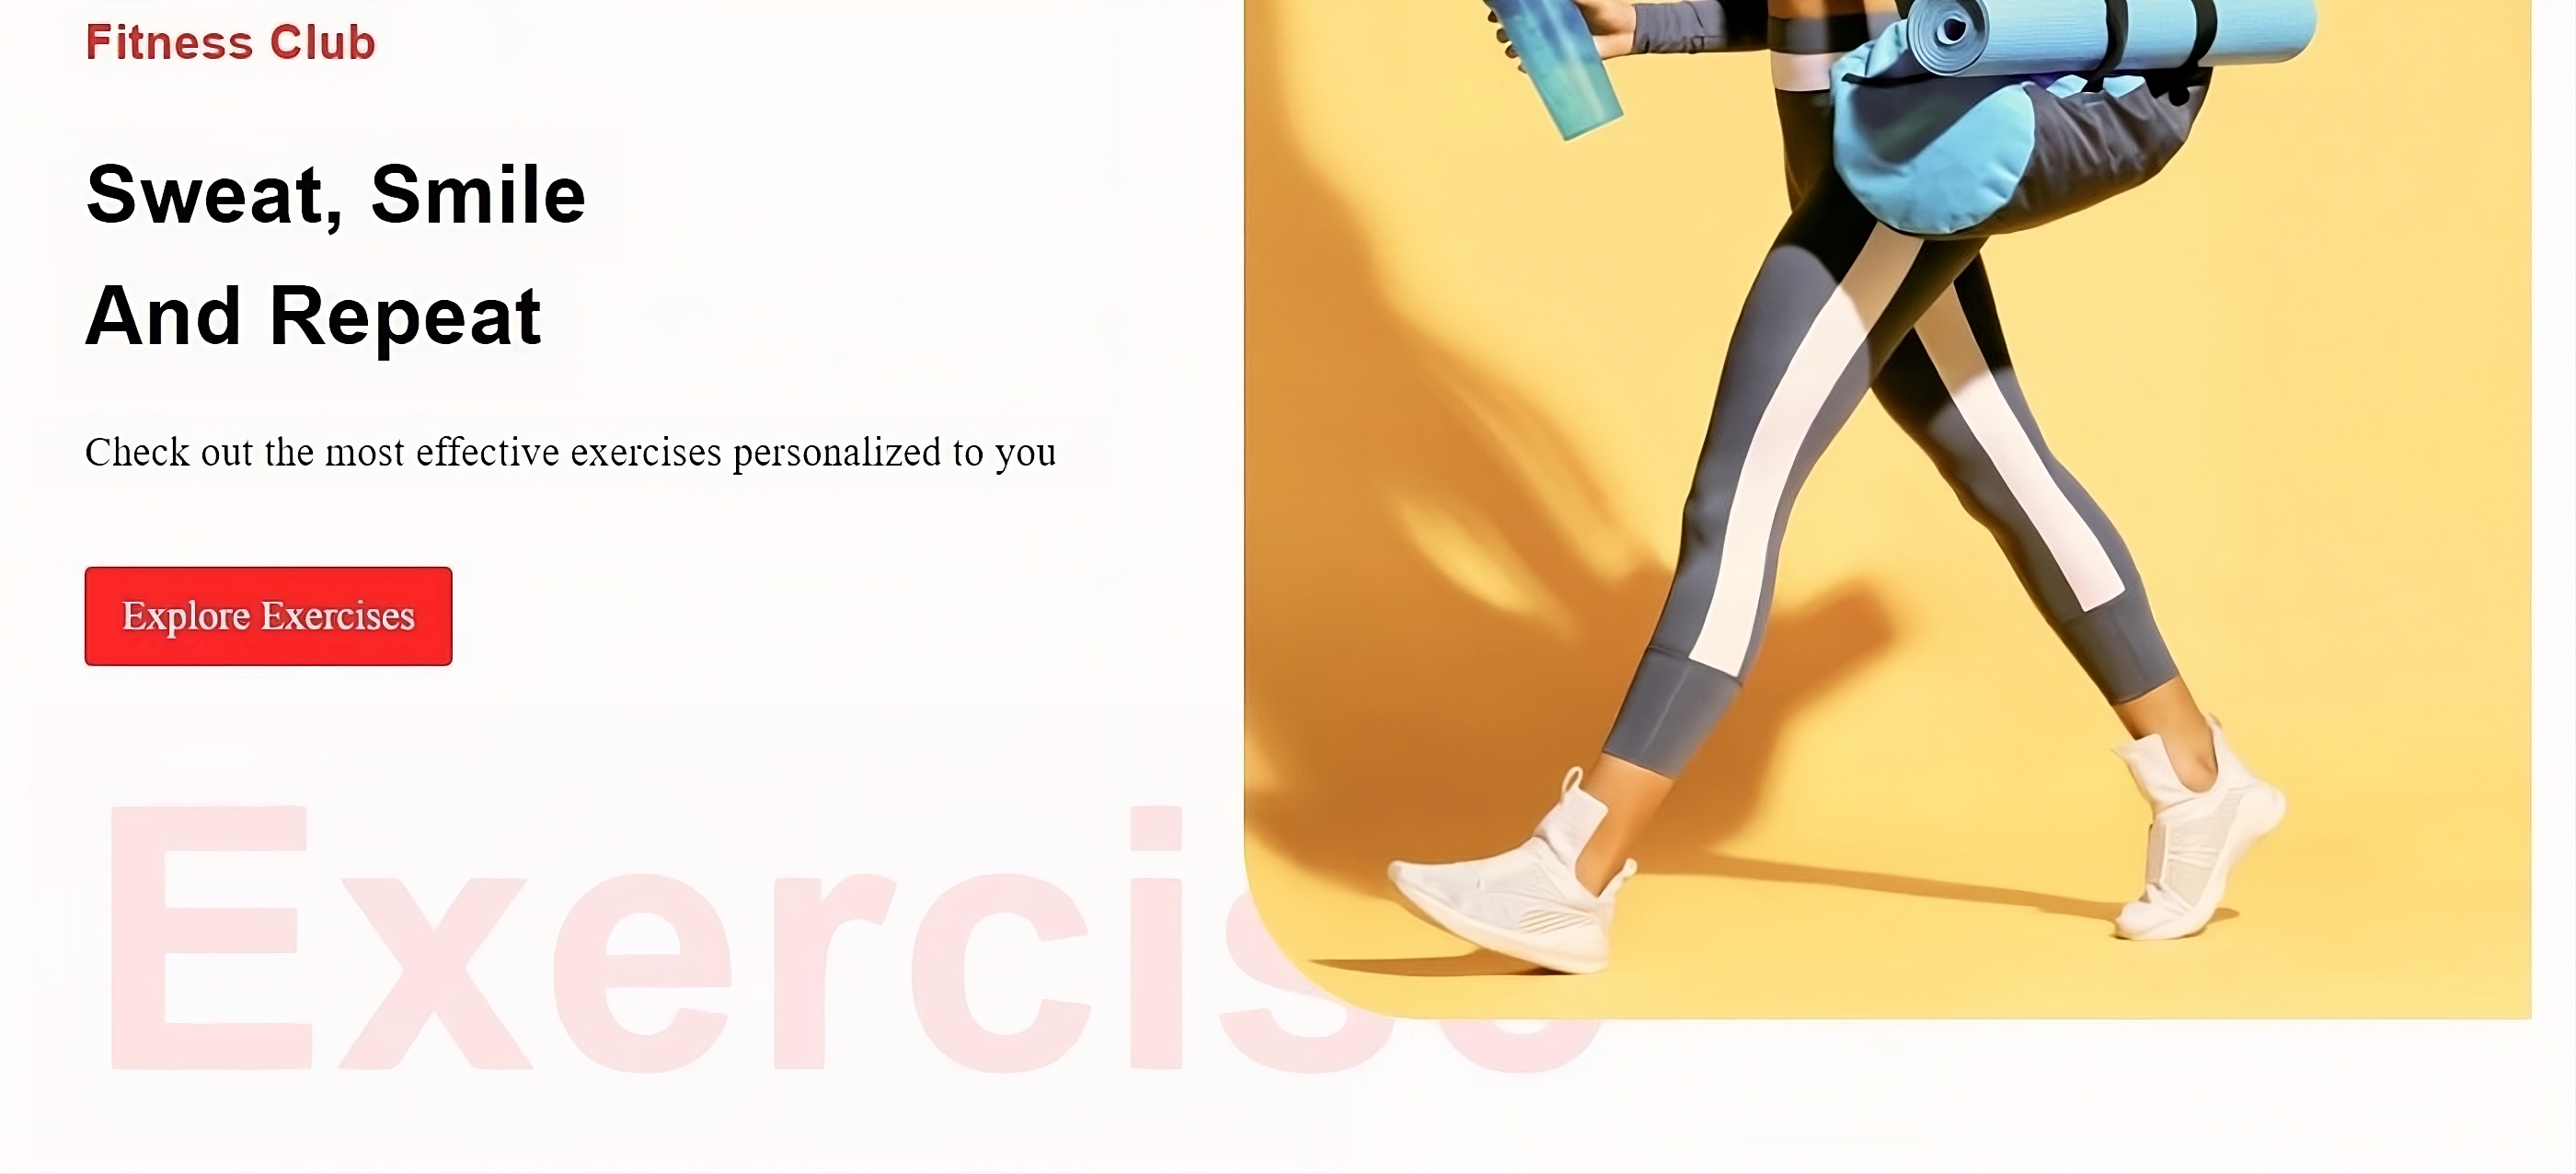 Fitness Club
Sweat, Smile
And Repeat
Check out the most effective exercises personalized to you
Explore Exercises
Exercise